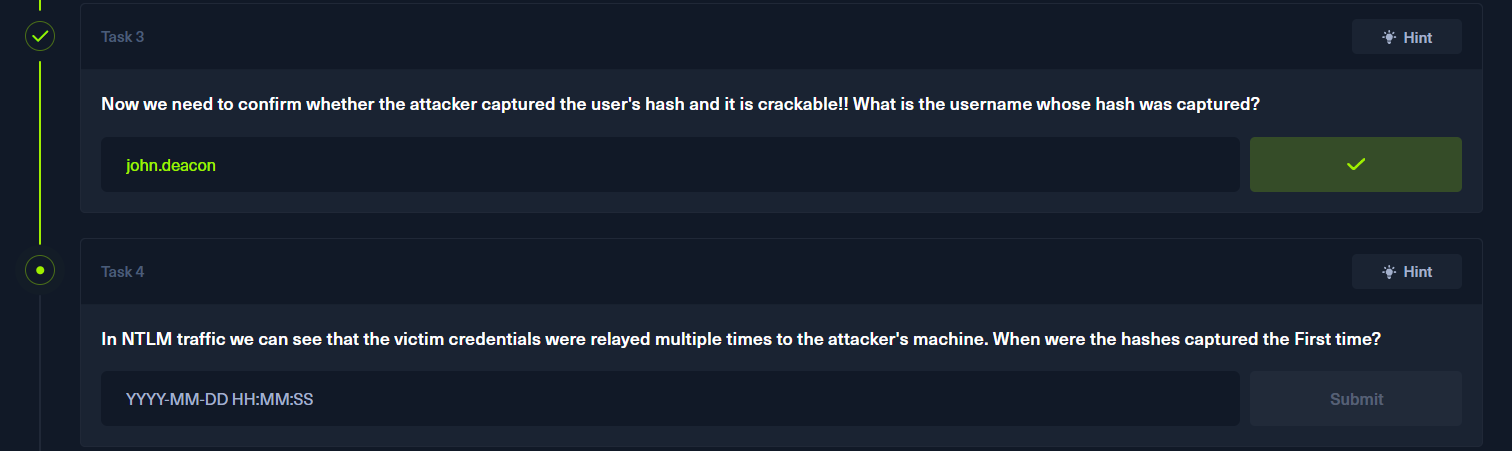 Task 3
Hint
Now we need to confirm whether the attacker captured the user's hash and it is crackable!! What is the username whose hash was captured?
john.deacon
Task 4
Hint
In NTLM traffic we can see that the victim credentials were relayed multiple times to the attacker's machine. When were the hashes captured the First time?
YYYY-MM-DD HH:MM:SS
Submit